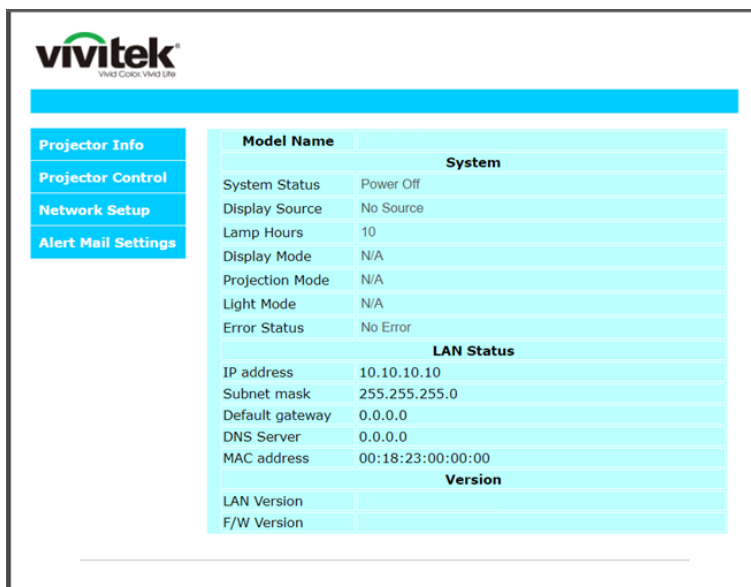 vivitek®
Vivid Color, Vivid Life
Projector Info
Projector Control
Network Setup
Alert Mail Settings
Model Name
System
System Status Power Off
Display Source No Source
Lamp Hours 10
Display Mode N/A
Projection Mode N/A
Light Mode N/A
Error Status No Error
LAN Status
IP address 10.10.10.10
Subnet mask 255.255.255.0
Default gateway 0.0.0.0
DNS Server 0.0.0.0
MAC address 00:18:23:00:00:00
Version
LAN Version
F/W Version